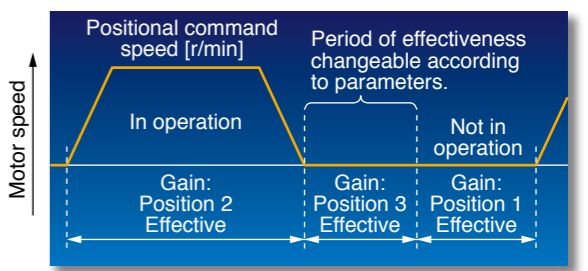 Positional command
speed [r/min]
Period of effectiveness
changeable according
to parameters.
Motor speed
In operation
Not in
operation
Gain:
Position 2
Effective
Gain:
Position 3
Effective
Gain:
Position 1
Effective